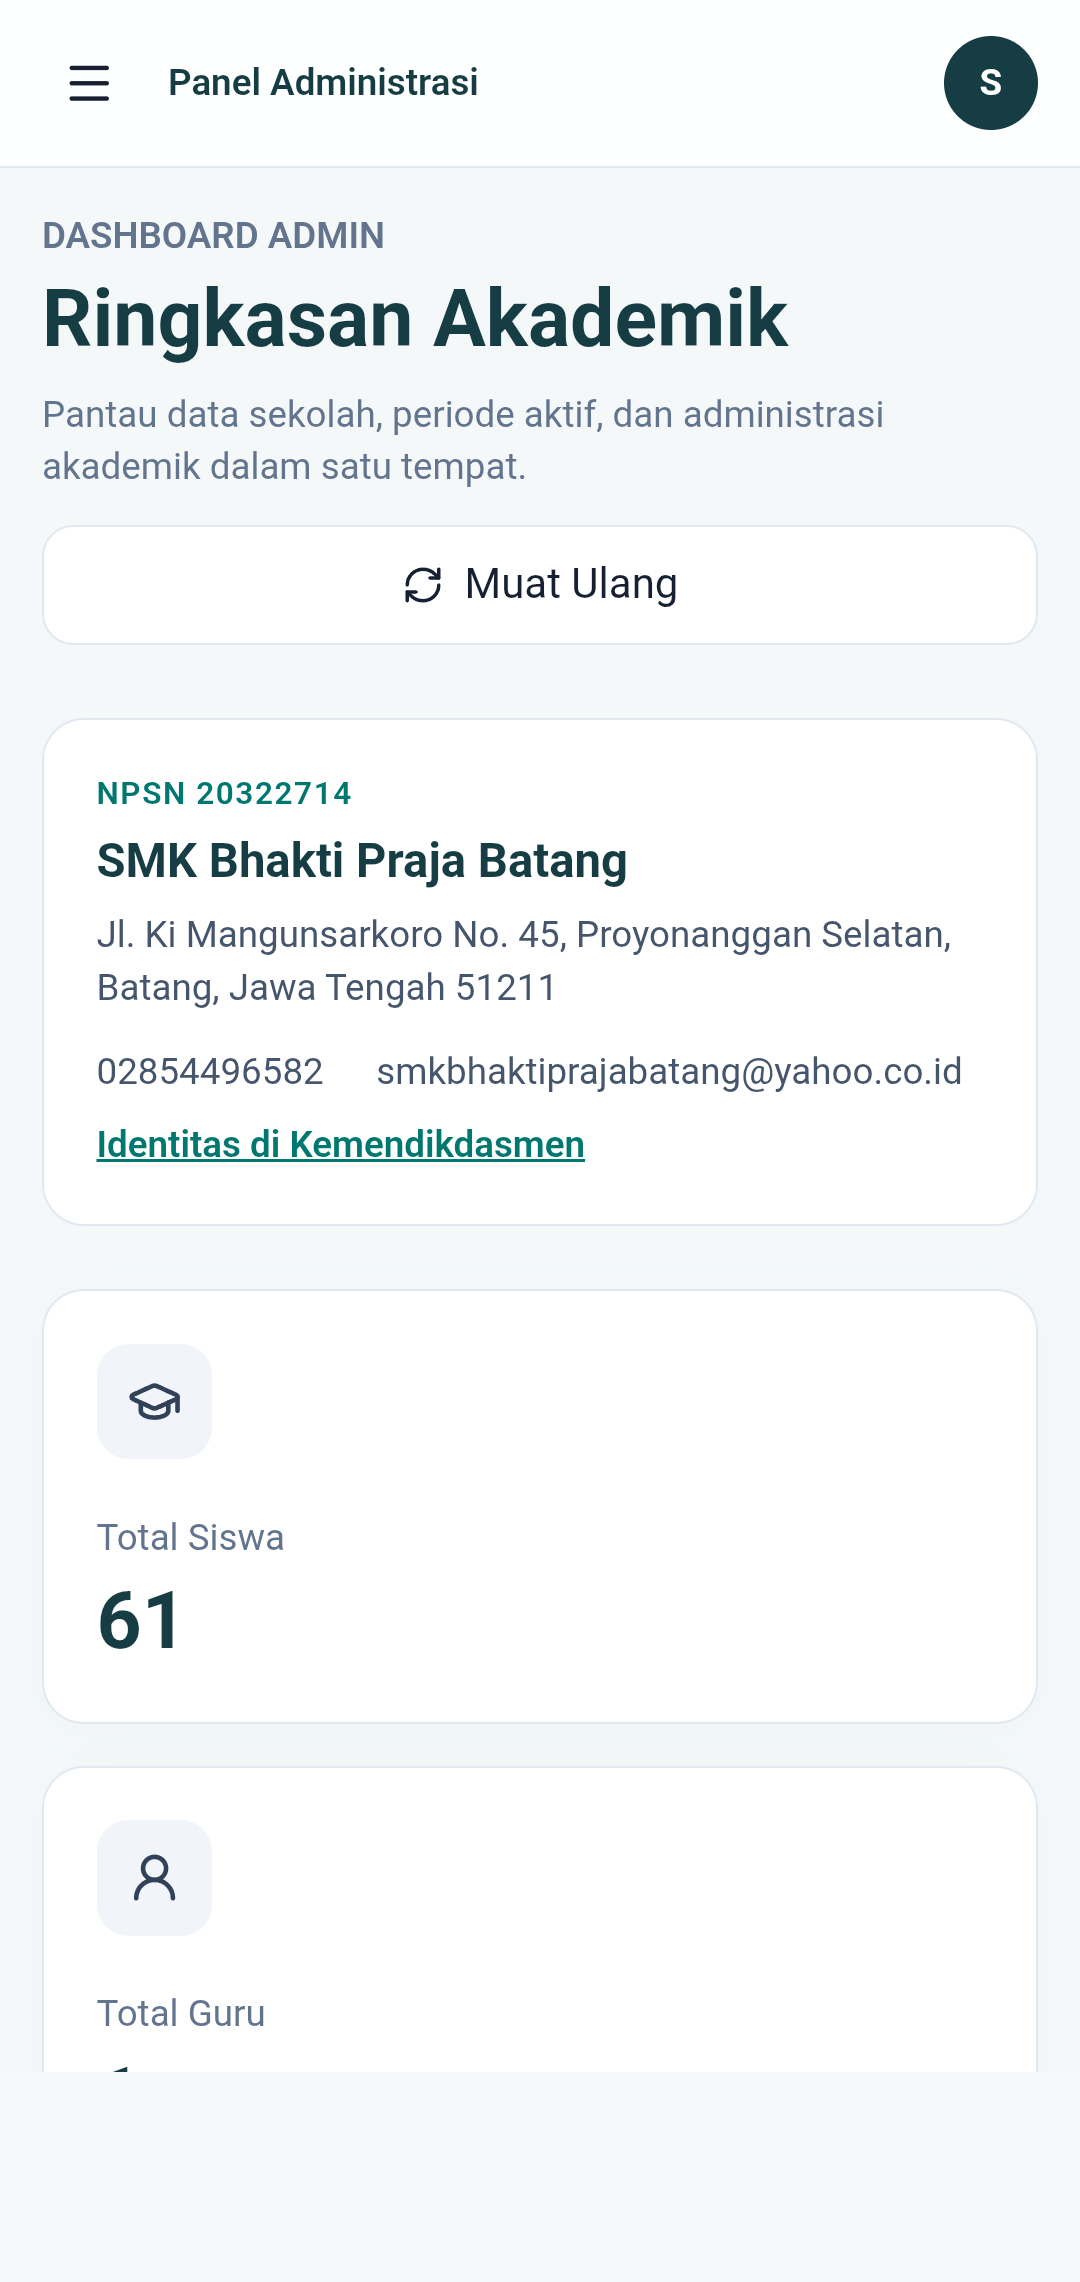 Panel Administrasi
S
DASHBOARD ADMIN
Ringkasan Akademik
Pantau data sekolah, periode aktif, dan administrasi
akademik dalam satu tempat.
Muat Ulang
NPSN 20322714
SMK Bhakti Praja Batang
Jl. Ki Mangunsarkoro No. 45, Proyonanggan Selatan,
Batang, Jawa Tengah 51211
02854496582 smkbhaktiprajabatang@yahoo.co.id
Identitas di Kemendikdasmen
Total Siswa
61
Total Guru